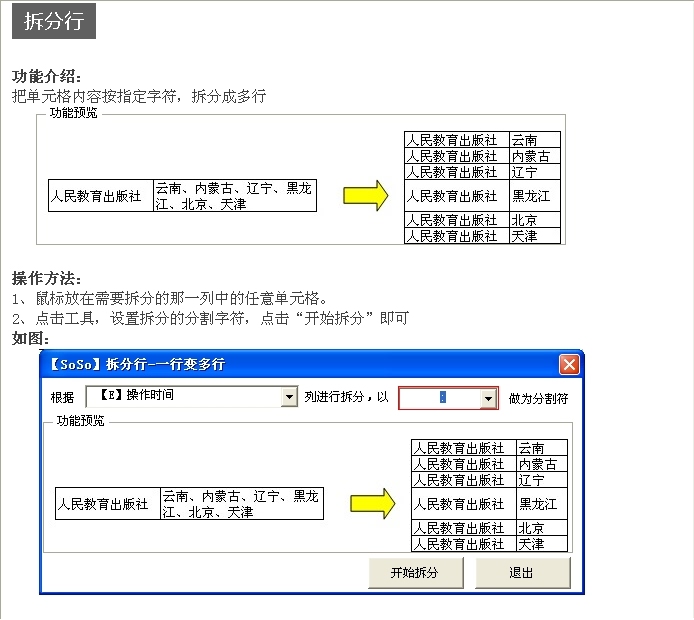 拆分行
功能介绍：
把单元格内容按指定字符，拆分成多行
功能预览
人民教育出版社 云南
人民教育出版社 内蒙古
人民教育出版社 辽宁
人民教育出版社 云南、内蒙古、辽宁、黑龙
江、北京、天津
人民教育出版社 黑龙江
人民教育出版社 北京
人民教育出版社 天津
操作方法：
1、鼠标放在需要拆分的那一列中的任意单元格。
2、点击工具，设置拆分的分割字符，点击“开始拆分”即可
如图：
【SoSo】拆分行-一行变多行
根据 【E】操作时间 列进行拆分，以 做为分割符
功能预览
人民教育出版社 云南
人民教育出版社 内蒙古
人民教育出版社 辽宁
人民教育出版社 云南、内蒙古、辽宁、黑龙
江、北京、天津
人民教育出版社 黑龙江
人民教育出版社 北京
人民教育出版社 天津
开始拆分 退出